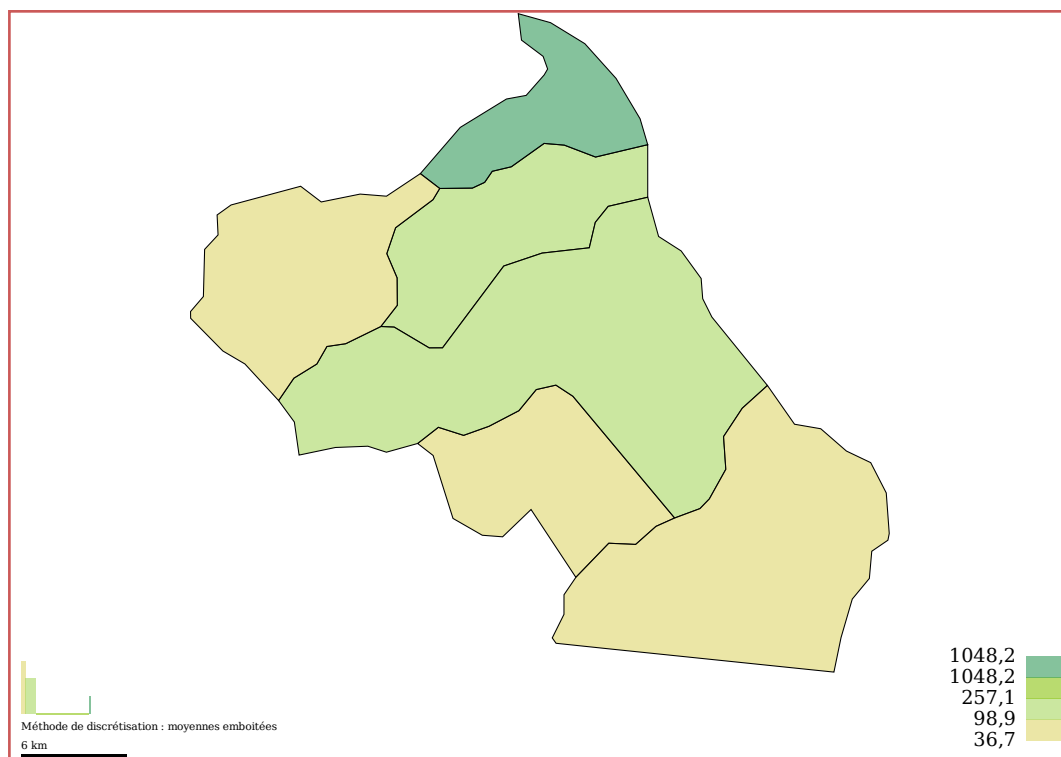 1048,2
1048,2
257,1
98,9
36,7
Méthode de discrétisation : moyennes emboitées
6 km